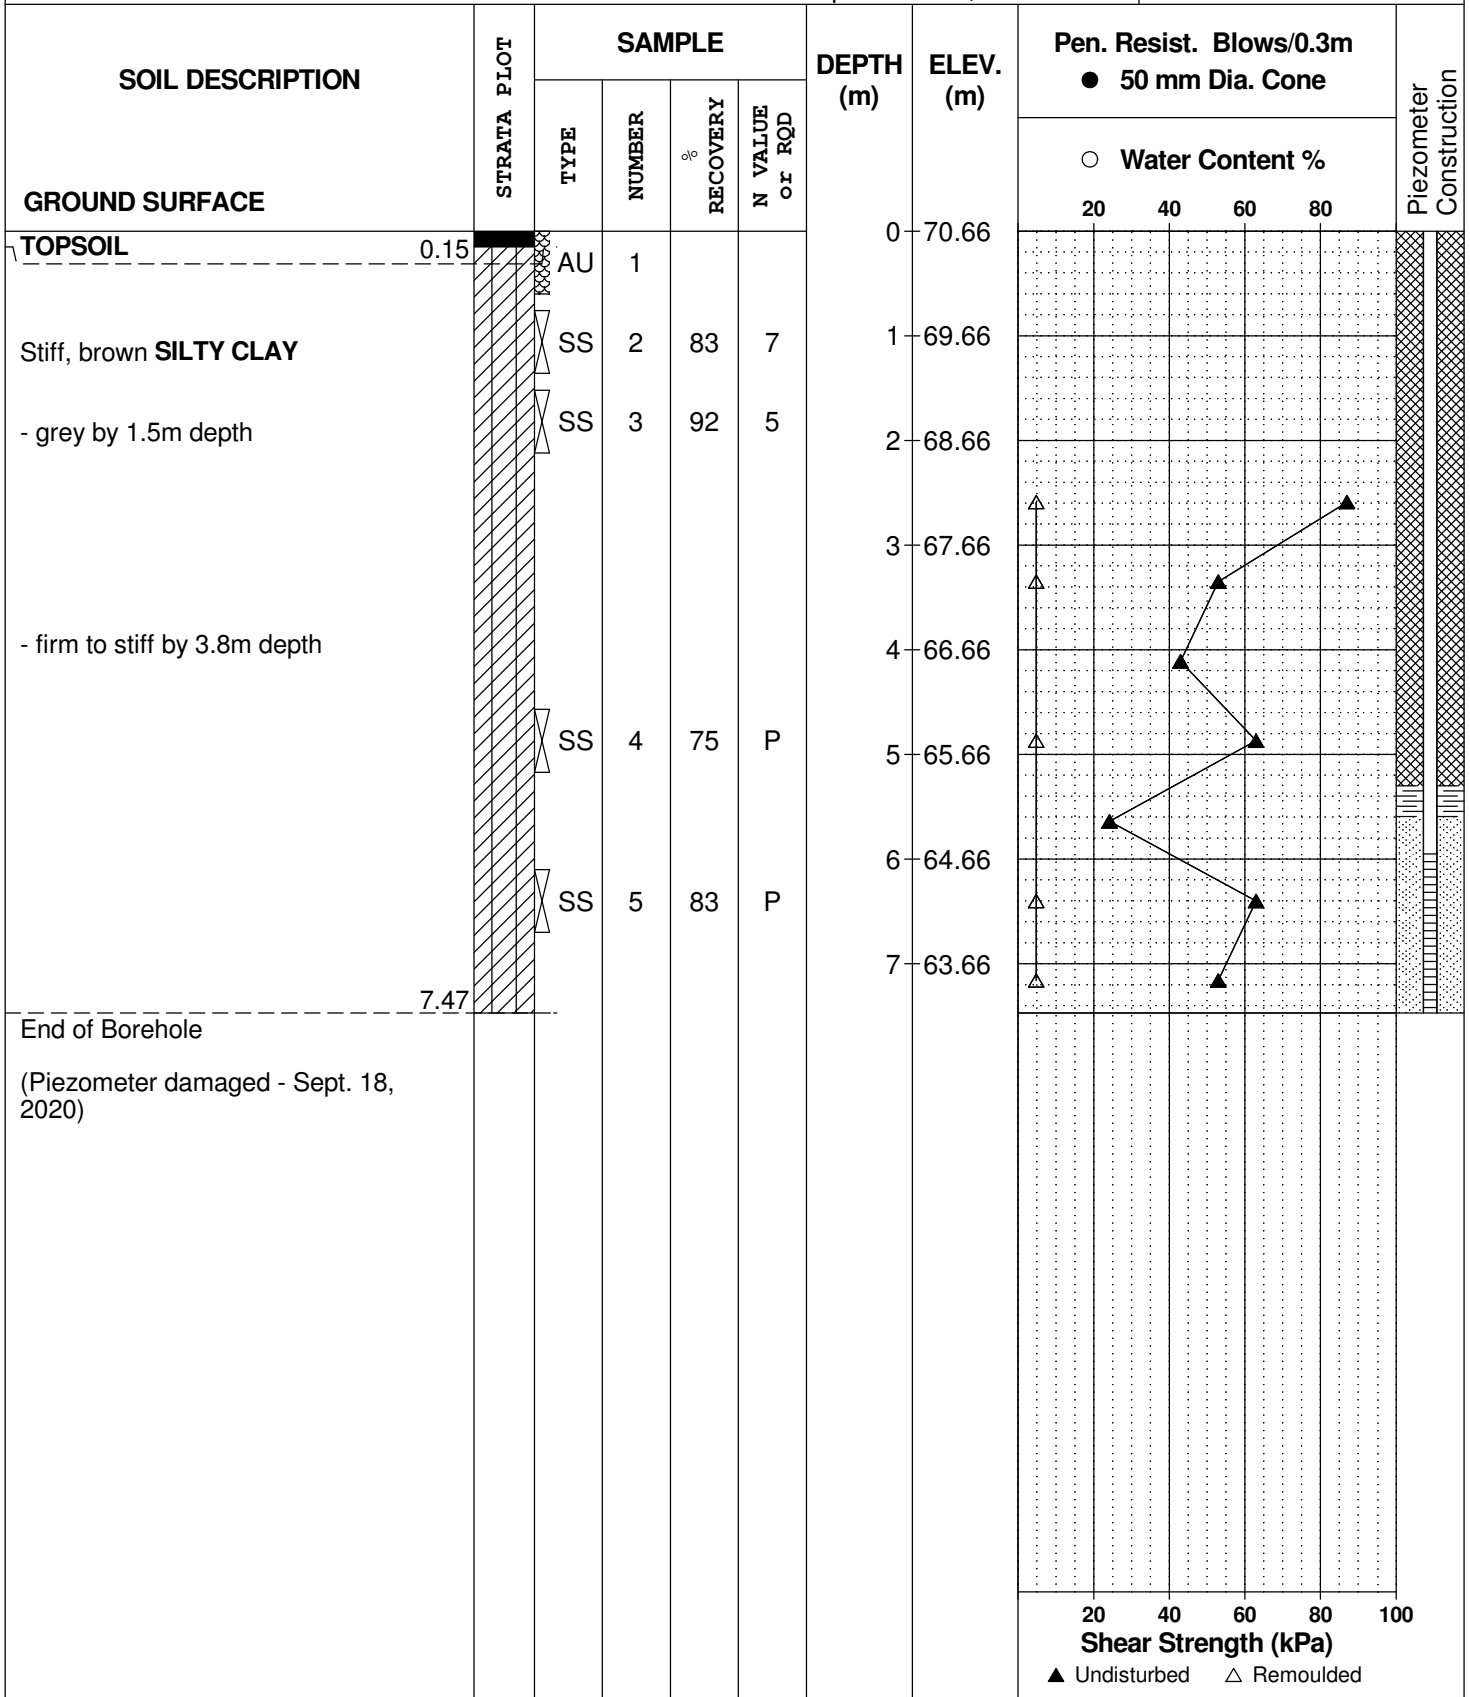 SOIL DESCRIPTION
GROUND SURFACE
STRATA PLOT
SAMPLE
TYPE
NUMBER
%
RECOVERY
N VALUE
or RQD
DEPTH
(m)
ELEV.
(m)
Pen. Resist. Blows/0.3m
● 50 mm Dia. Cone
○ Water Content %
20 40 60 80
Piezometer
Construction
0 70.66
TOPSOIL 0.15
AU 1
Stiff, brown SILTY CLAY
SS 2 83 7
1 69.66
- grey by 1.5m depth
SS 3 92 5
2 68.66
3 67.66
- firm to stiff by 3.8m depth
4 66.66
SS 4 75 P
5 65.66
6 64.66
SS 5 83 P
7 63.66
7.47
End of Borehole
(Piezometer damaged - Sept. 18,
2020)
20 40 60 80 100
Shear Strength (kPa)
▲ Undisturbed △ Remoulded